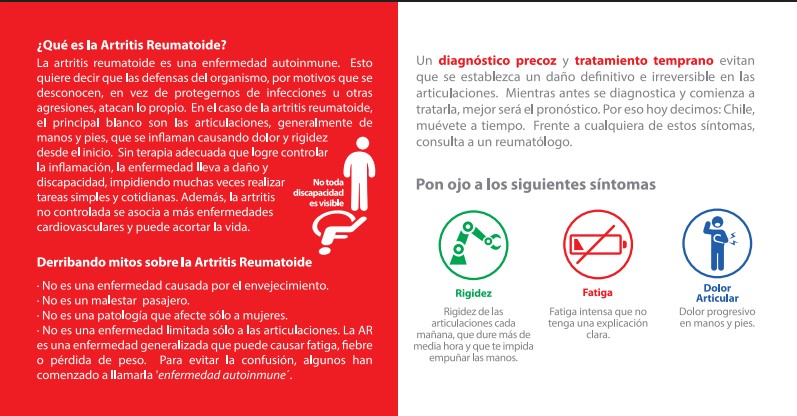 ¿Qué es la Artritis Reumatoide?
La artritis reumatoide es una enfermedad autoinmune. Esto
quiere decir que las defensas del organismo, por motivos que se
desconocen, en vez de protegernos de infecciones u otras
agresiones, atacan lo propio. En el caso de la artritis reumatoide,
el principal blanco son las articulaciones, generalmente de
manos y pies, que se inflaman causando dolor y rigidez
desde el inicio. Sin terapia adecuada que logre controlar
la inflamación, la enfermedad lleva a daño y
discapacidad, impidiendo muchas veces realizar
tareas simples y cotidianas. Además, la artritis
no controlada se asocia a más enfermedades
cardiovasculares y puede acortar la vida.
No toda
discapacidad
es visible
Derribando mitos sobre la Artritis Reumatoide
· No es una enfermedad causada por el envejecimiento.
· No es un malestar pasajero.
· No es una patología que afecte sólo a mujeres.
· No es una enfermedad limitada sólo a las articulaciones. La AR
es una enfermedad generalizada que puede causar fatiga, fiebre
o pérdida de peso. Para evitar la confusión, algunos han
comenzado a llamarla 'enfermedad autoinmune´.
Un diagnóstico precoz y tratamiento temprano evitan
que se establezca un daño definitivo e irreversible en las
articulaciones. Mientras antes se diagnostica y comienza a
tratarla, mejor será el pronóstico. Por eso hoy decimos: Chile,
muévete a tiempo. Frente a cualquiera de estos síntomas,
consulta a un reumatólogo.
Pon ojo a los siguientes síntomas
Rigidez
Rigidez de las
articulaciones cada
mañana, que dure más de
media hora y que te impida
empuñar las manos.
Fatiga
Fatiga intensa que no
tenga una explicación
clara.
Dolor
Articular
Dolor progresivo
en manos y pies.